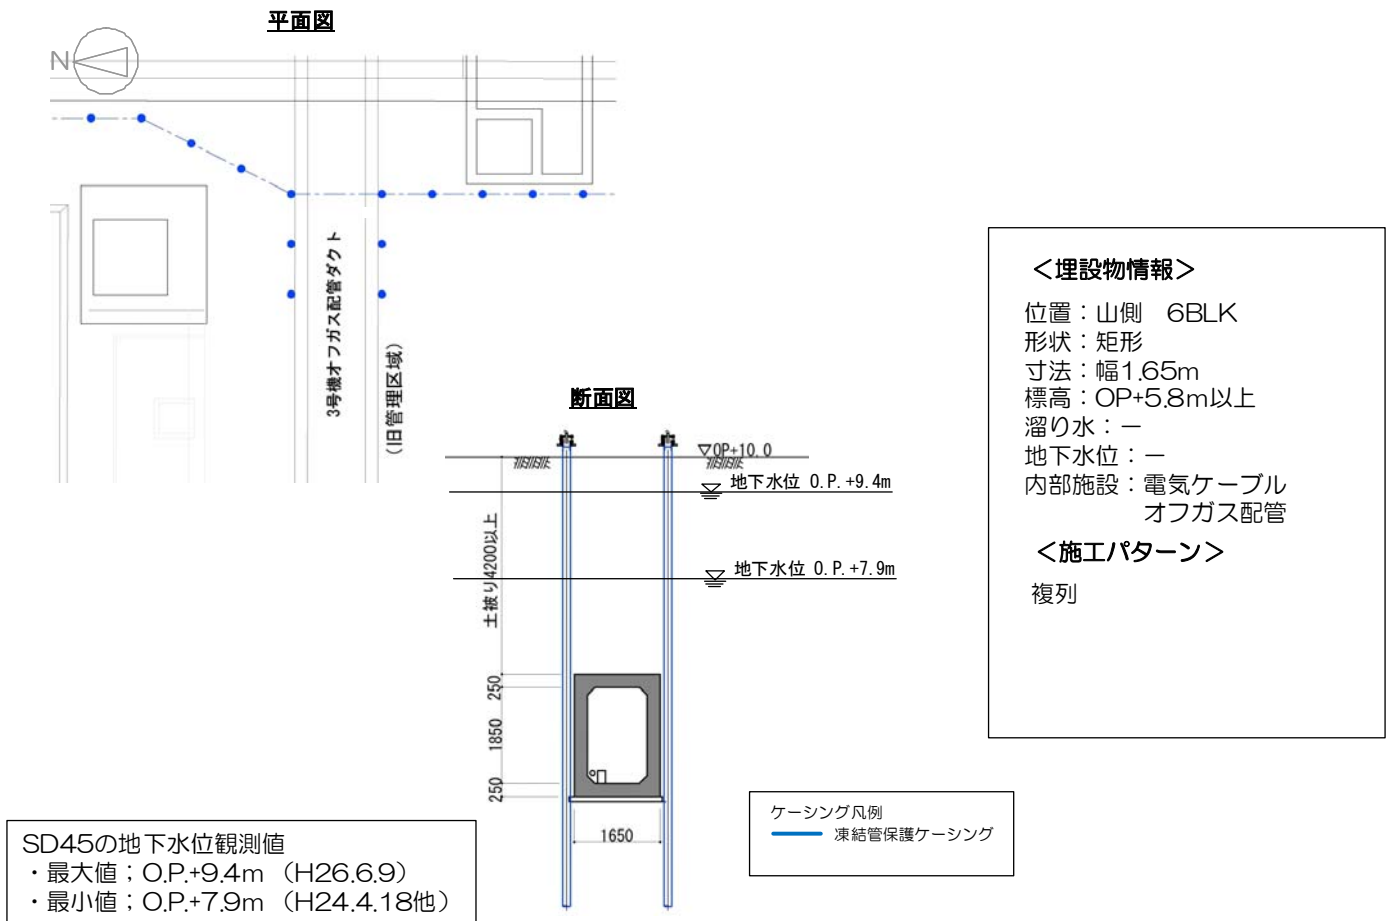 平面図
N
3号機オフガス配管ダクト
(旧管理区域)
断面図
▽OP+10.0
地下水位 O.P.+9.4m
地下水位 O.P.+7.9m
土被り4200以上
250
1850
250
1650
<埋設物情報>
位置:山側 6BLK
形状:矩形
寸法:幅1.65m
標高:OP+5.8m以上
溜り水:-
地下水位:-
内部施設:電気ケーブル
オフガス配管
<施工パターン>
複列
ケーシング凡例
凍結管保護ケーシング
SD45の地下水位観測値
・最大値;O.P.+9.4m (H26.6.9)
・最小値;O.P.+7.9m (H24.4.18他)